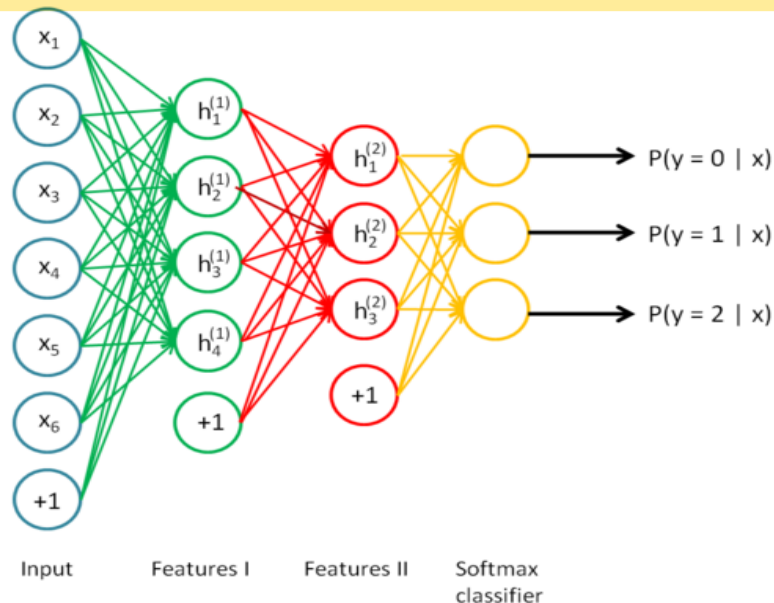 x₁
x₂
x₃
x₄
x₅
x₆
+1
h₁⁽¹⁾
h₂⁽¹⁾
h₃⁽¹⁾
h₄⁽¹⁾
+1
h₁⁽²⁾
h₂⁽²⁾
h₃⁽²⁾
+1
P(y = 0 | x)
P(y = 1 | x)
P(y = 2 | x)
Input
Features I
Features II
Softmax
classifier